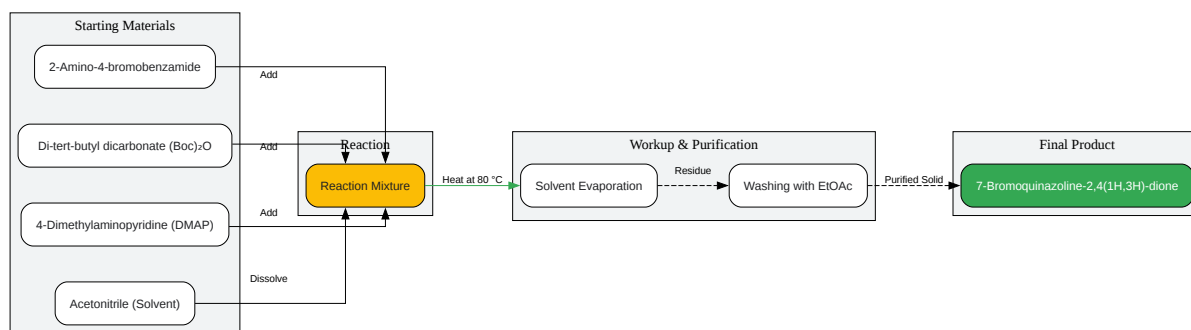 Starting Materials
2-Amino-4-bromobenzamide
Add
Di-tert-butyl dicarbonate (Boc)₂O
Add
4-Dimethylaminopyridine (DMAP)
Add
Acetonitrile (Solvent)
Dissolve
Reaction
Reaction Mixture
Heat at 80 °C
Workup & Purification
Solvent Evaporation
Residue
Washing with EtOAc
Purified Solid
Final Product
7-Bromoquinazoline-2,4(1H,3H)-dione